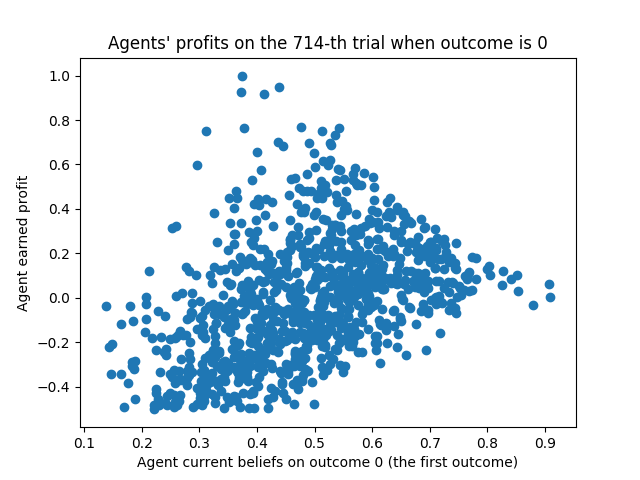 Agents' profits on the 714-th trial when outcome is 0
1.0
0.8
0.6
0.4
0.2
0.0
−0.2
−0.4
Agent earned profit
0.1 0.2 0.3 0.4 0.5 0.6 0.7 0.8 0.9
Agent current beliefs on outcome 0 (the first outcome)